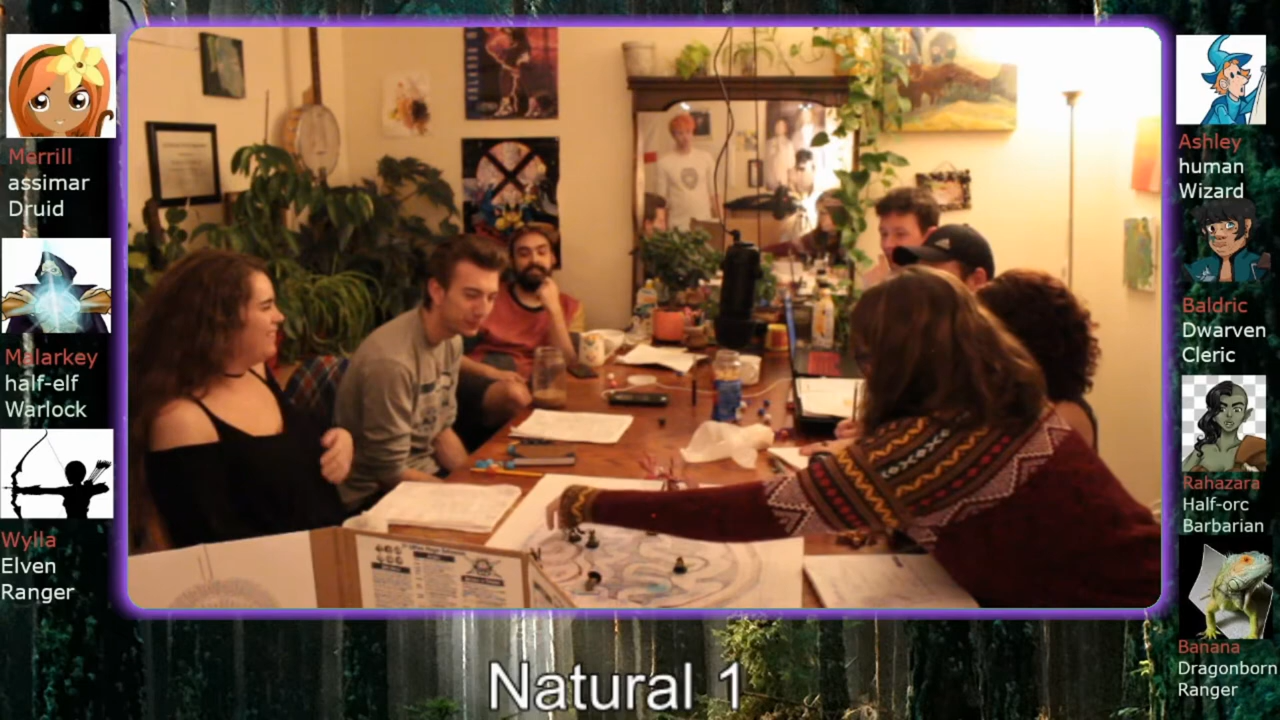 Merrill
assimar
Druid
Malarkey
half-elf
Warlock
Wylla
Elven
Ranger
Ashley
human
Wizard
Baldric
Dwarven
Cleric
Rahazara
Half-orc
Barbarian
Banana
Dragonborn
Ranger
Natural 1